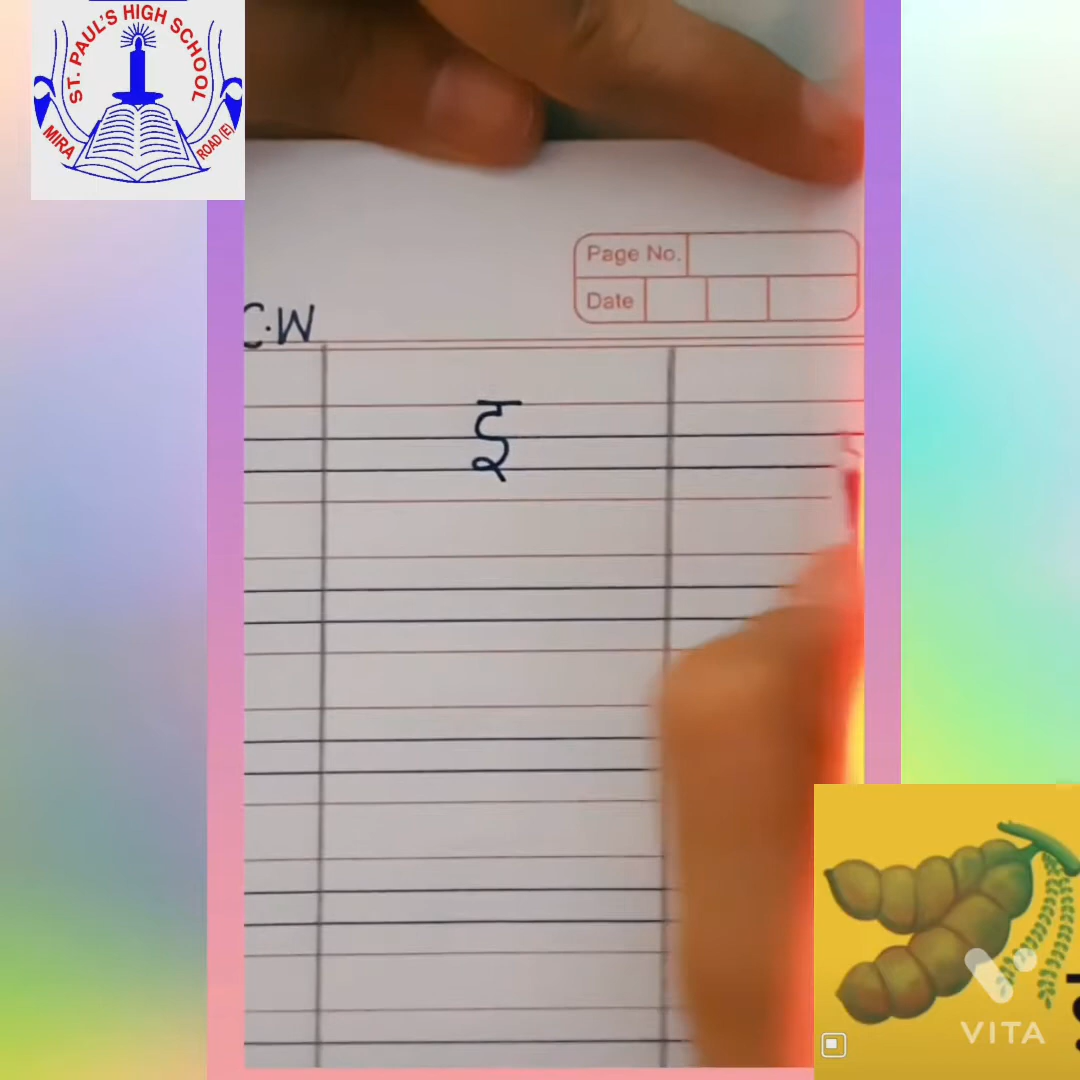 ST. PAUL'S HIGH SCHOOL
MIRA ROAD (E)
Page No.
Date
C.W
इ
VITA